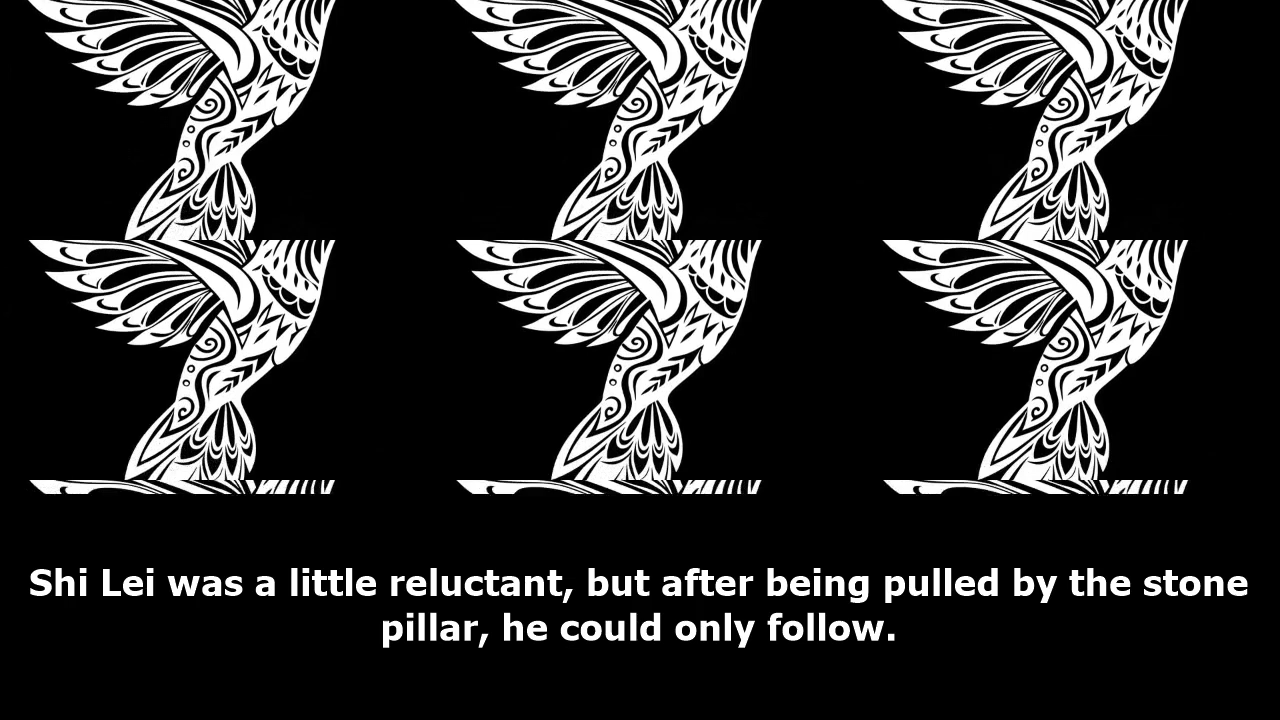 Shi Lei was a little reluctant, but after being pulled by the stone
pillar, he could only follow.